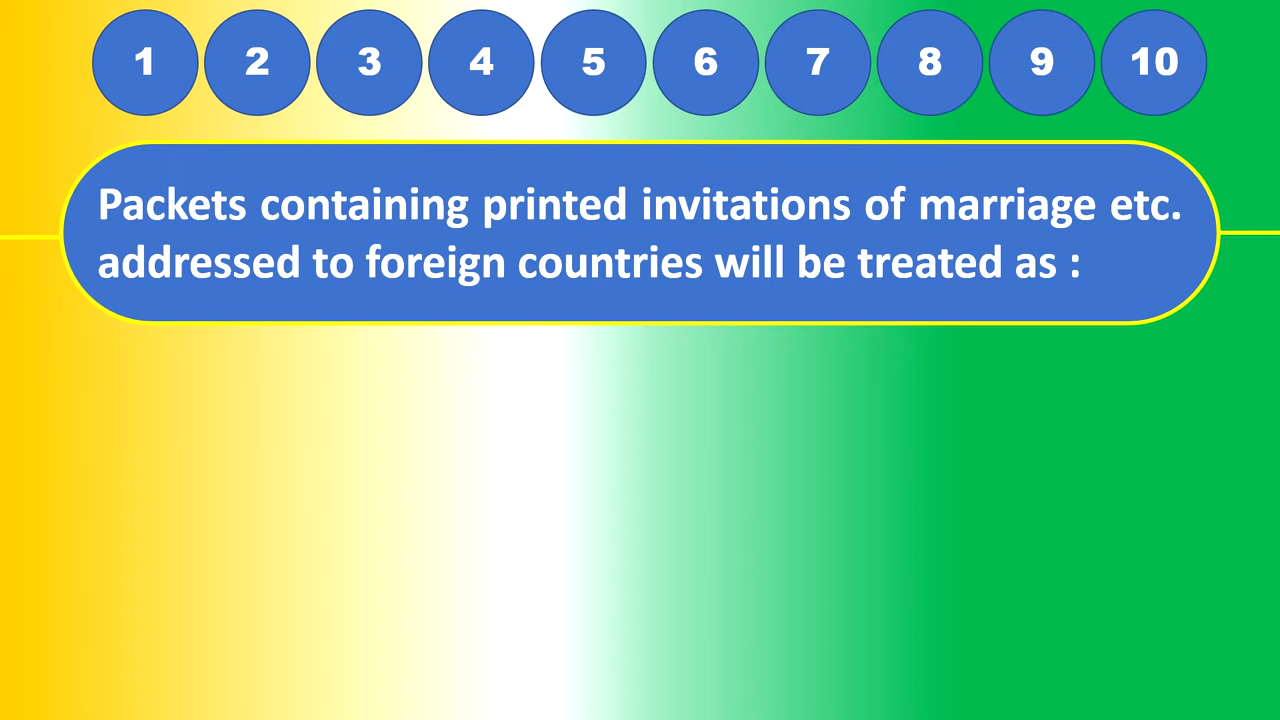 1 2 3 4 5 6 7 8 9 10
Packets containing printed invitations of marriage etc.
addressed to foreign countries will be treated as :